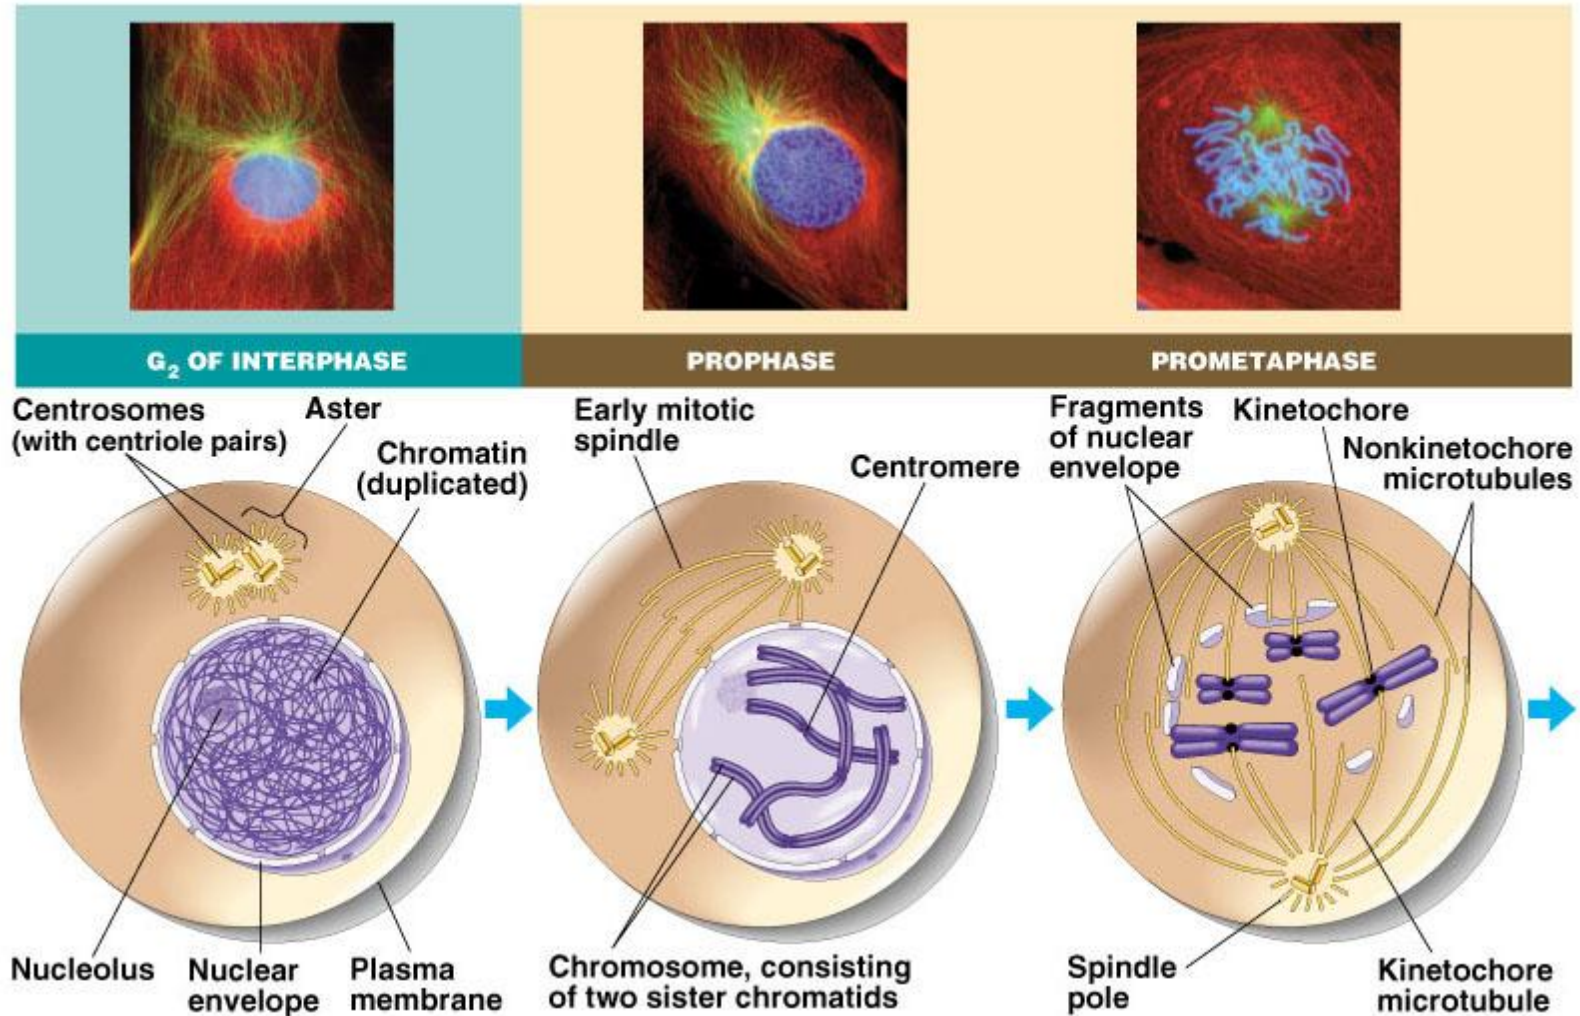 G₂ OF INTERPHASE
PROPHASE
PROMETAPHASE
Centrosomes
(with centriole pairs)
Aster
Chromatin
(duplicated)
Early mitotic
spindle
Centromere
Fragments
of nuclear
envelope
Kinetochore
Nonkinetochore
microtubules
Nucleolus
Nuclear
envelope
Plasma
membrane
Chromosome, consisting
of two sister chromatids
Spindle
pole
Kinetochore
microtubule